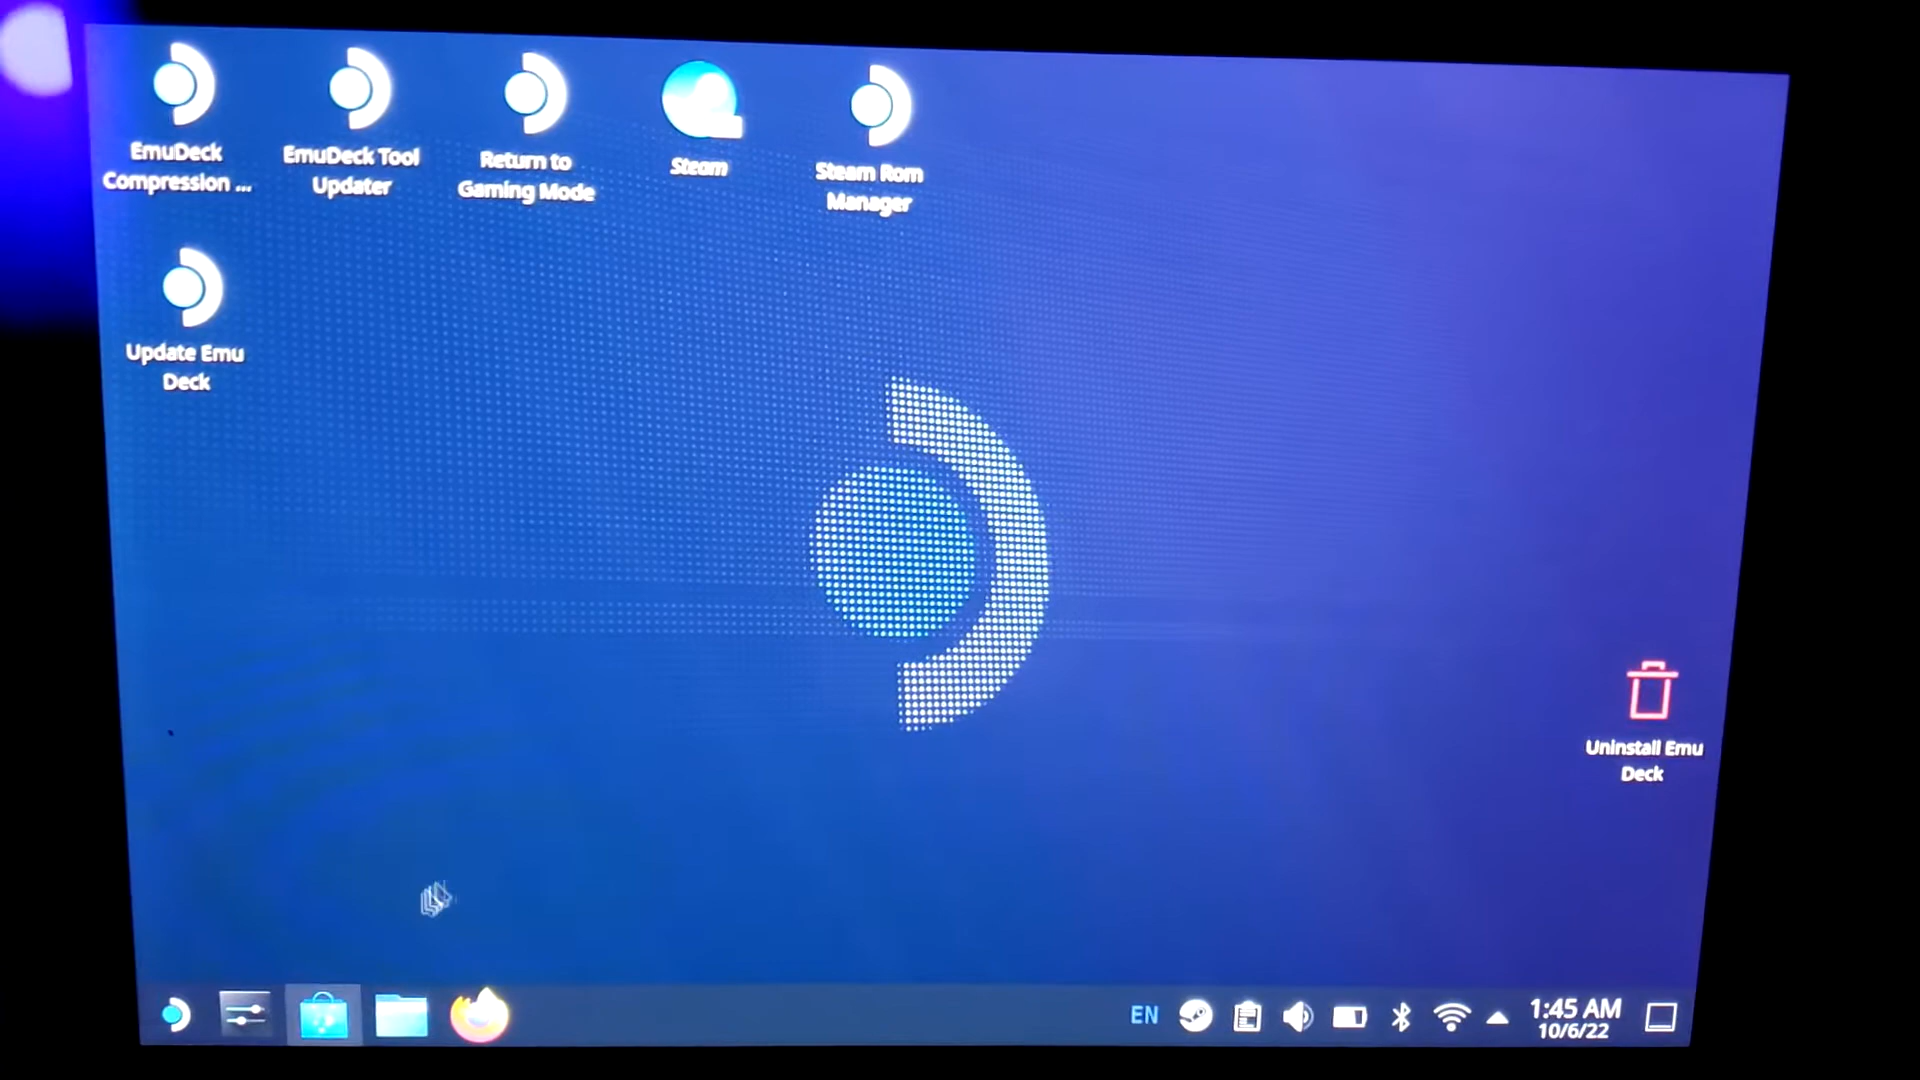 EmuDeck
Compression ...
EmuDeck Tool
Updater
Return to
Gaming Mode
Steam
Steam Rom
Manager
Update Emu
Deck
Uninstall Emu
Deck
EN
1:45 AM
10/6/22